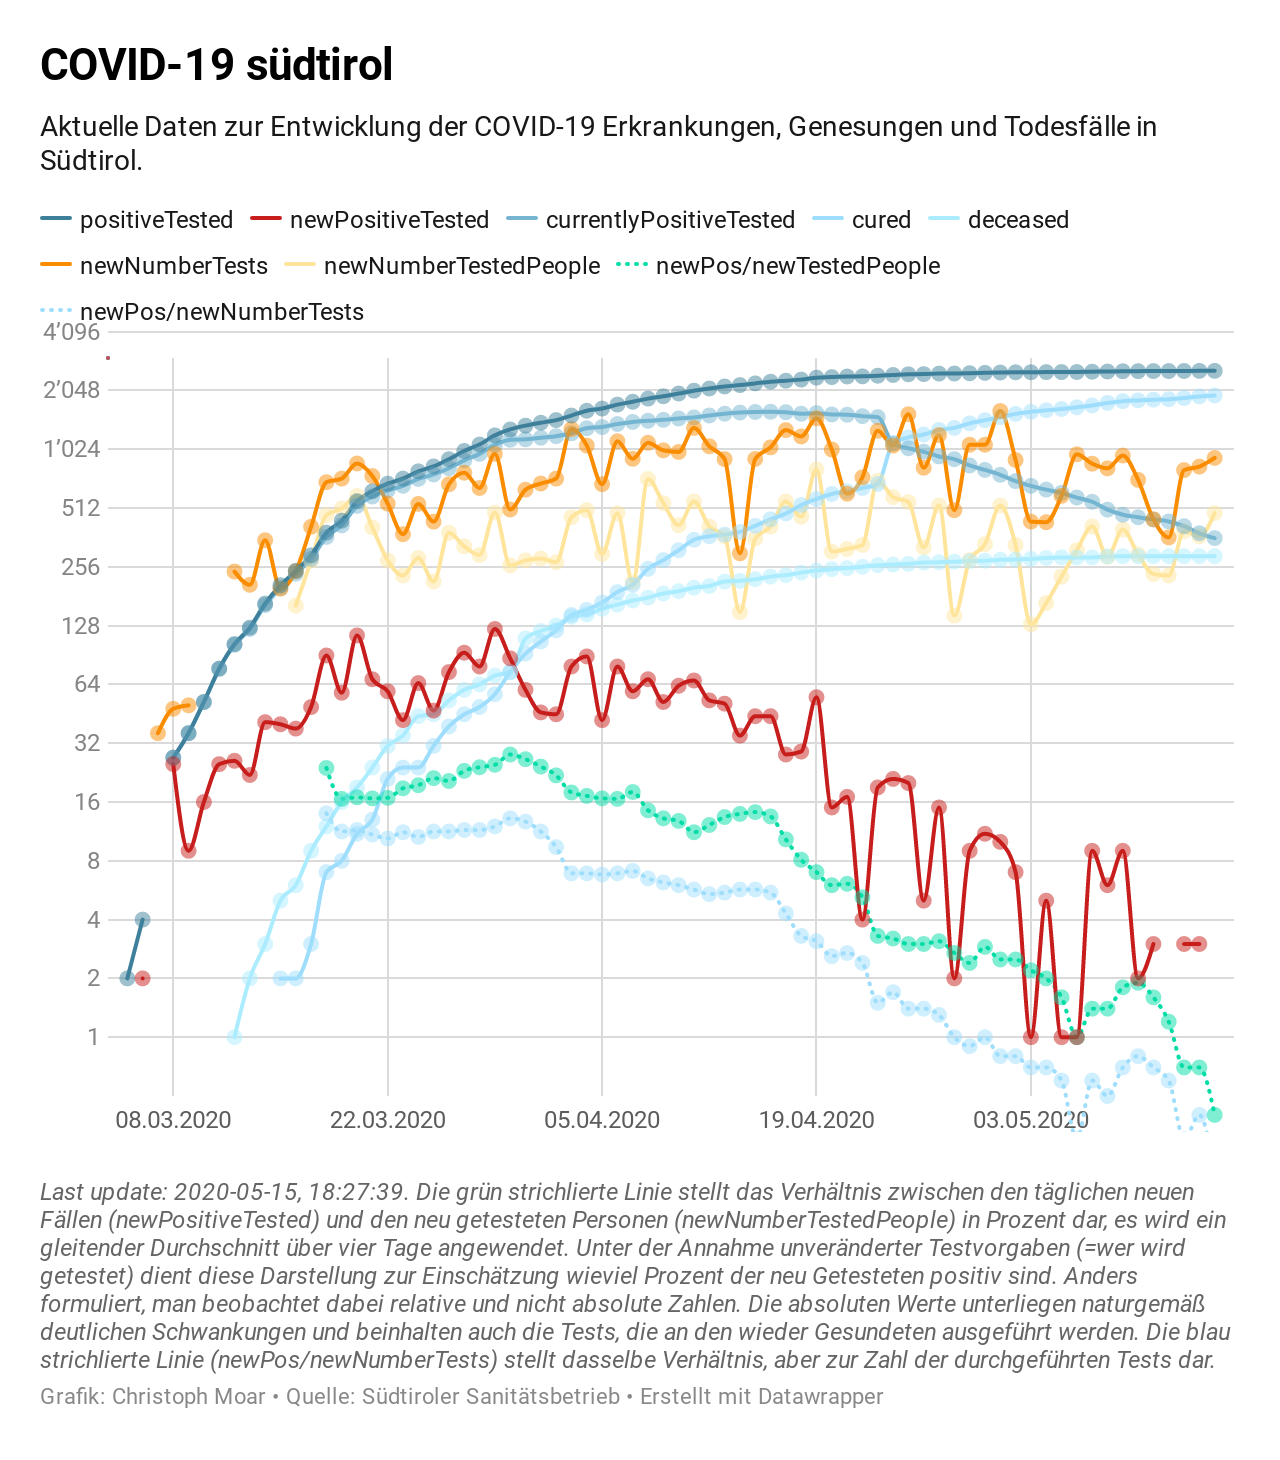 COVID-19 südtirol
Aktuelle Daten zur Entwicklung der COVID-19 Erkrankungen, Genesungen und Todesfälle in
Südtirol.
positiveTested newPositiveTested currentlyPositiveTested cured deceased
newNumberTests newNumberTestedPeople newPos/newTestedPeople
newPos/newNumberTests
4’096
2’048
1’024
512
256
128
64
32
16
8
4
2
1
08.03.2020 22.03.2020 05.04.2020 19.04.2020 03.05.2020
Last update: 2020-05-15, 18:27:39. Die grün strichlierte Linie stellt das Verhältnis zwischen den täglichen neuen
Fällen (newPositiveTested) und den neu getesteten Personen (newNumberTestedPeople) in Prozent dar, es wird ein
gleitender Durchschnitt über vier Tage angewendet. Unter der Annahme unveränderter Testvorgaben (=wer wird
getestet) dient diese Darstellung zur Einschätzung wieviel Prozent der neu Getesteten positiv sind. Anders
formuliert, man beobachtet dabei relative und nicht absolute Zahlen. Die absoluten Werte unterliegen naturgemäß
deutlichen Schwankungen und beinhalten auch die Tests, die an den wieder Gesundeten ausgeführt werden. Die blau
strichlierte Linie (newPos/newNumberTests) stellt dasselbe Verhältnis, aber zur Zahl der durchgeführten Tests dar.
Grafik: Christoph Moar • Quelle: Südtiroler Sanitätsbetrieb • Erstellt mit Datawrapper